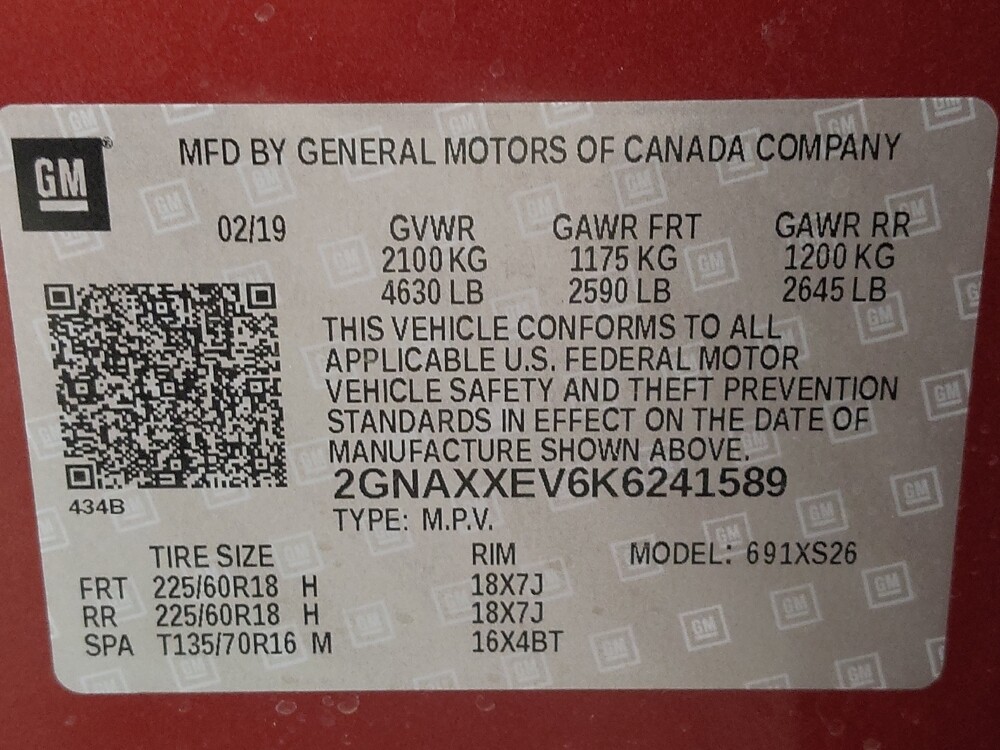 GM®
MFD BY GENERAL MOTORS OF CANADA COMPANY
02/19 GVWR GAWR FRT GAWR RR
2100 KG 1175 KG 1200 KG
4630 LB 2590 LB 2645 LB
THIS VEHICLE CONFORMS TO ALL
APPLICABLE U.S. FEDERAL MOTOR
VEHICLE SAFETY AND THEFT PREVENTION
STANDARDS IN EFFECT ON THE DATE OF
MANUFACTURE SHOWN ABOVE.
2GNAXXEV6K6241589
434B
TYPE: M.P.V.
TIRE SIZE RIM MODEL: 691XS26
FRT 225/60R18 H 18X7J
RR 225/60R18 H 18X7J
SPA T135/70R16 M 16X4BT